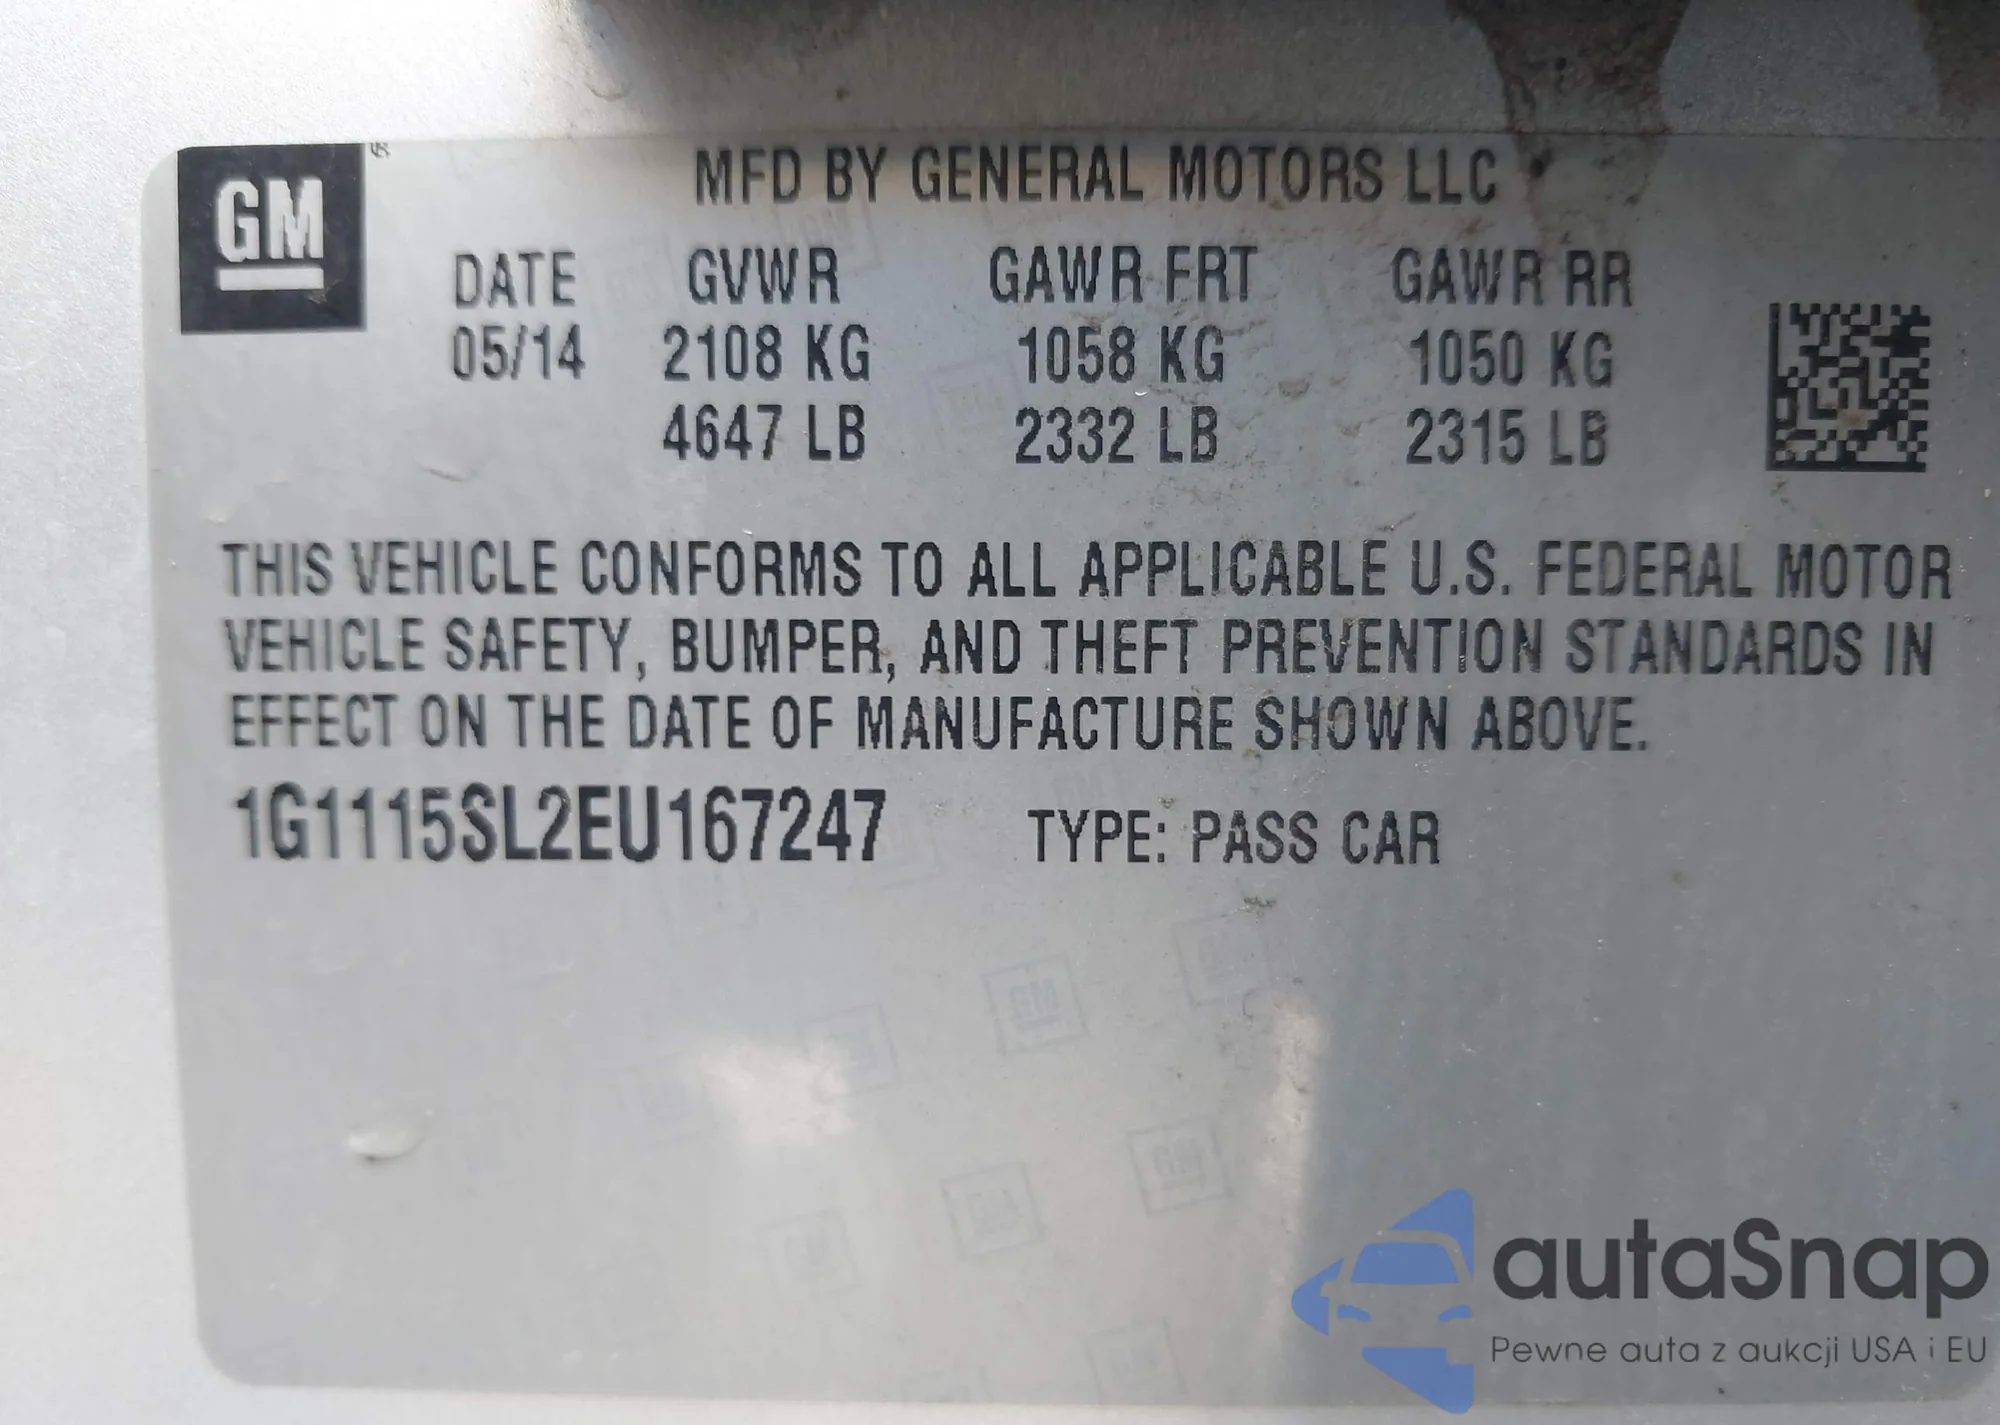 GM
MFD BY GENERAL MOTORS LLC
DATE GVWR GAWR FRT GAWR RR
05/14 2108 KG 1058 KG 1050 KG
4647 LB 2332 LB 2315 LB
THIS VEHICLE CONFORMS TO ALL APPLICABLE U.S. FEDERAL MOTOR
VEHICLE SAFETY, BUMPER, AND THEFT PREVENTION STANDARDS IN
EFFECT ON THE DATE OF MANUFACTURE SHOWN ABOVE.
1G1115SL2EU167247 TYPE: PASS CAR
autaSnap
Pewne auta z aukcji USA i EU